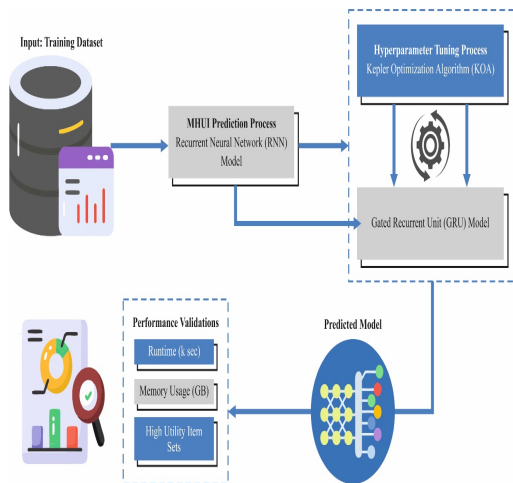 Input: Training Dataset
MHUI Prediction Process
Recurrent Neural Network (RNN)
Model
Hyperparameter Tuning Process
Kepler Optimization Algorithm (KOA)
Gated Recurrent Unit (GRU) Model
Predicted Model
Performance Validations
Runtime (k sec)
Memory Usage (GB)
High Utility Item
Sets